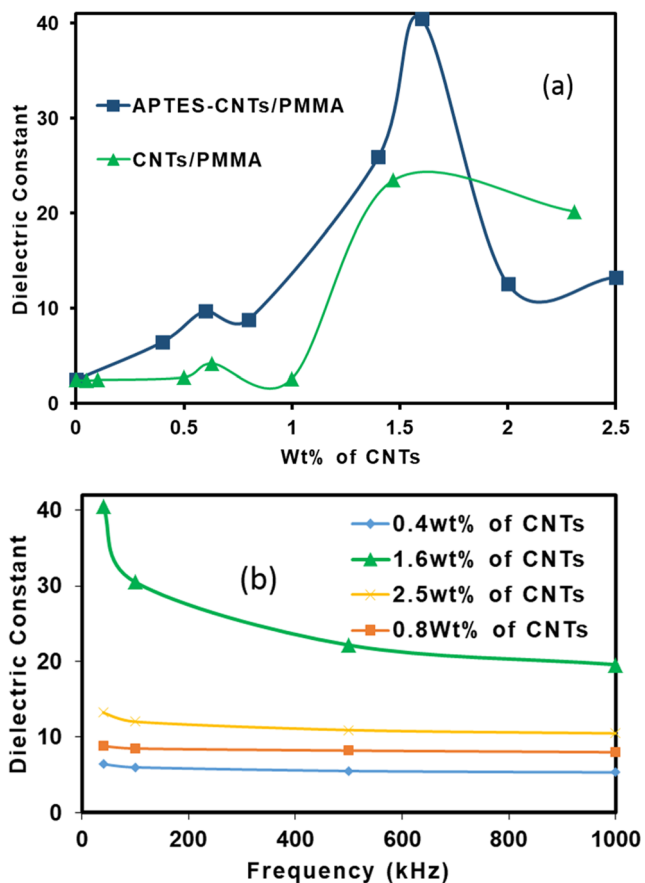 40
30
20
10
0
Dielectric Constant
(a)
APTES-CNTs/PMMA
CNTs/PMMA
0 0.5 1 1.5 2 2.5
Wt% of CNTs
40
30
20
10
0
Dielectric Constant
(b)
0.4wt% of CNTs
1.6wt% of CNTs
2.5wt% of CNTs
0.8Wt% of CNTs
0 200 400 600 800 1000
Frequency (kHz)